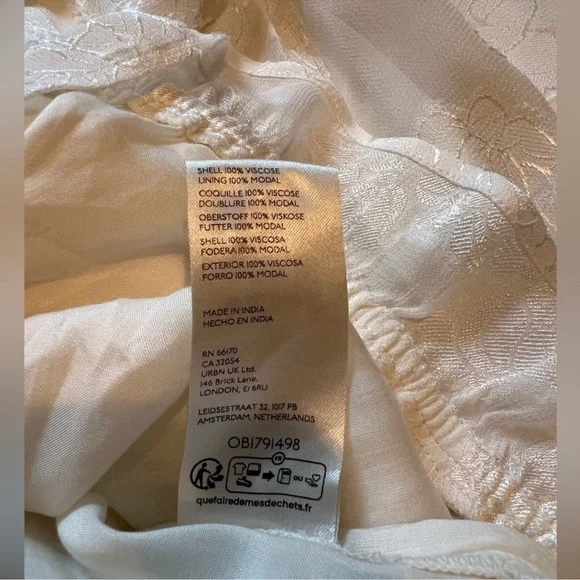 SHELL 100% VISCOSE
LINING 100% MODAL
COQUILLE 100% VISCOSE
DOUBLURE 100% MODAL
OBERSTOFF 100% VISKOSE
FUTTER 100% MODAL
SHELL 100% VISCOSA
FODERA 100% MODAL
EXTERIOR 100% VISCOSA
FORRO 100% MODAL
MADE IN INDIA
HECHO EN INDIA
RN 66170
CA 32054
URBN UK Ltd.
146 Brick Lane,
LONDON, E1 6RU
LEIDSESTRAAT 32, 1017 PB
AMSTERDAM, NETHERLANDS
OB1791498
FR
OU
quefairedemesdechets.fr